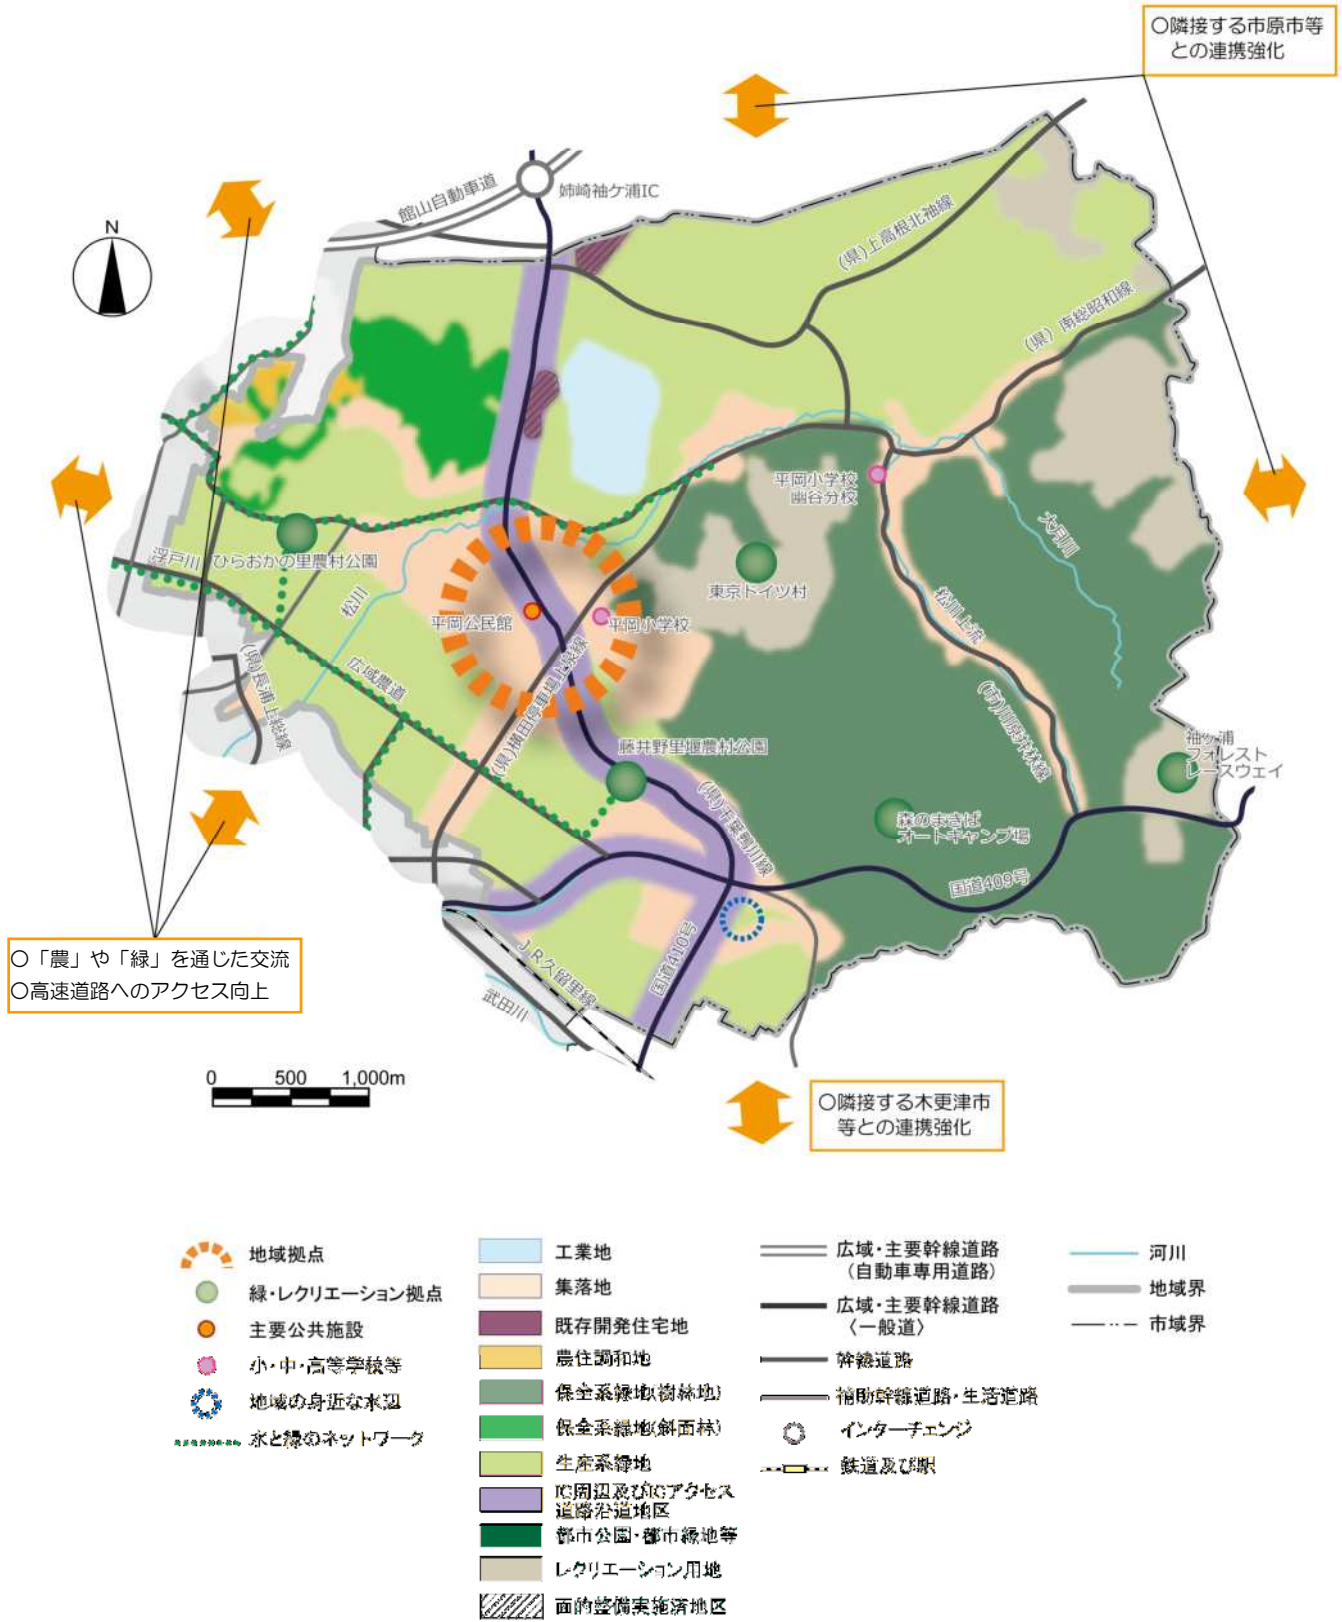 ○隣接する市原市等
との連携強化
館山自動車道
姉崎袖ケ浦IC
N
(県)上高根北袖線
(県) 南総昭和線
平岡小学校
幽谷分校
大月川
浮戸川
ひらおかの里農村公園
松川
東京ドイツ村
平岡公民館
平岡小学校
松川上流
広域農道
(県)長浦上総線
(県)横田停車場上泉線
(市)川原井林線
藤井野里堰農村公園
袖ヶ浦
フォレスト
レースウェイ
(県)千葉鴨川線
森のまきば
オートキャンプ場
国道409号
○「農」や「緑」を通じた交流
○高速道路へのアクセス向上
JR久留里線
国道410号
武田川
0 500 1,000m
○隣接する木更津市
等との連携強化
地域拠点
緑・レクリエーション拠点
主要公共施設
小・中・高等学校等
地域の身近な水辺
水と緑のネットワーク
工業地
集落地
既存開発住宅地
農住調和地
保全系緑地(樹林地)
保全系緑地(斜面林)
生産系緑地
IC周辺及びICアクセス
道路沿道地区
都市公園・都市緑地等
レクリエーション用地
面的整備実施済地区
広域・主要幹線道路
(自動車専用道路)
広域・主要幹線道路
〈一般道〉
幹線道路
補助幹線道路・生活道路
インターチェンジ
鉄道及び駅
河川
地域界
市域界